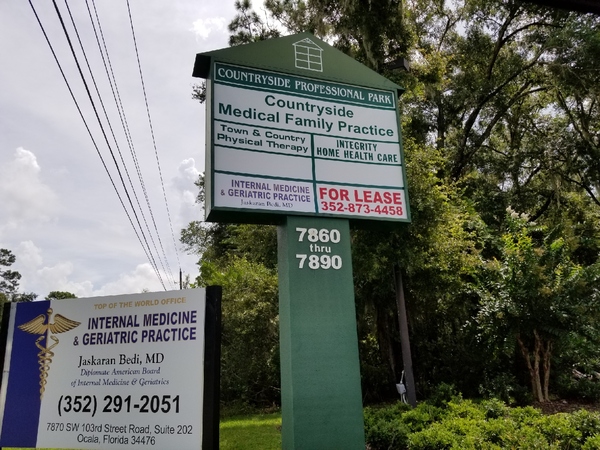 COUNTRYSIDE PROFESSIONAL PARK
Countryside
Medical Family Practice
Town & Country
Physical Therapy
INTEGRITY
HOME HEALTH CARE
INTERNAL MEDICINE
& GERIATRIC PRACTICE
Jaskaran Bedi, MD
FOR LEASE
352-873-4458
7860
thru
7890
TOP OF THE WORLD OFFICE
INTERNAL MEDICINE
& GERIATRIC PRACTICE
Jaskaran Bedi, MD
Diplomate American Board
of Internal Medicine & Geriatrics
(352) 291-2051
7870 SW 103rd Street Road, Suite 202
Ocala, Florida 34476